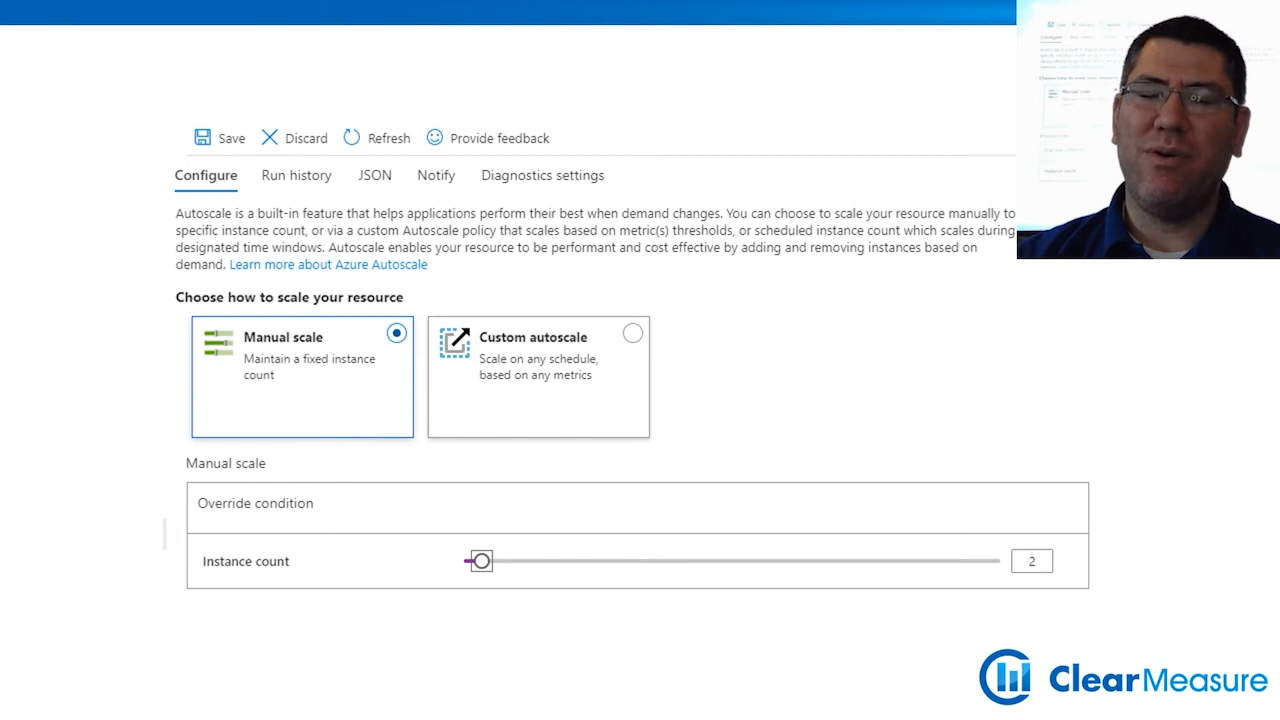 Save Discard Refresh Provide feedback
Configure Run history JSON Notify Diagnostics settings
Autoscale is a built-in feature that helps applications perform their best when demand changes. You can choose to scale your resource manually to
specific instance count, or via a custom Autoscale policy that scales based on metric(s) thresholds, or scheduled instance count which scales during
designated time windows. Autoscale enables your resource to be performant and cost effective by adding and removing instances based on
demand. Learn more about Azure Autoscale
Choose how to scale your resource
Manual scale
Maintain a fixed instance
count
Custom autoscale
Scale on any schedule,
based on any metrics
Manual scale
Override condition
Instance count 2
ClearMeasure